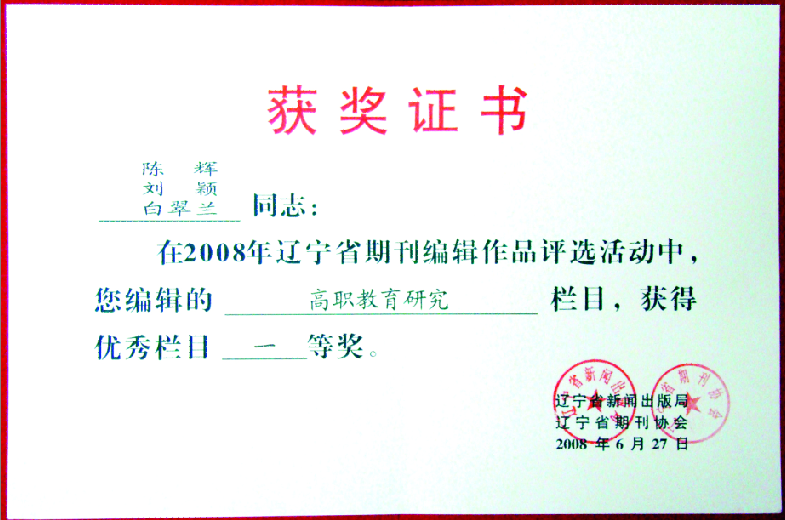 获奖证书
陈 辉
刘 颖
白翠兰 同志：
在2008年辽宁省期刊编辑作品评选活动中，
您编辑的 高职教育研究 栏目，获得
优秀栏目 一 等奖。
辽宁省新闻出版局
辽宁省期刊协会
2008 年 6 月 27 日